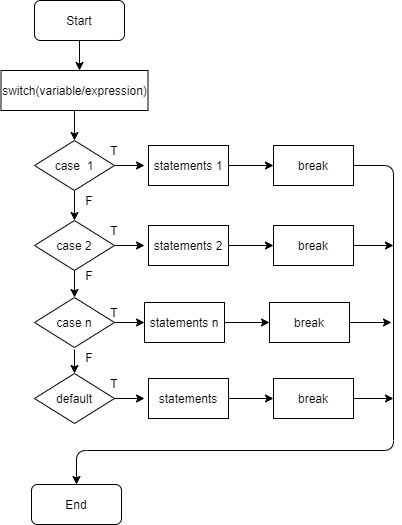 Start
switch(variable/expression)
case 1
T
statements 1
break
F
case 2
T
statements 2
break
F
case n
T
statements n
break
F
default
T
statements
break
End